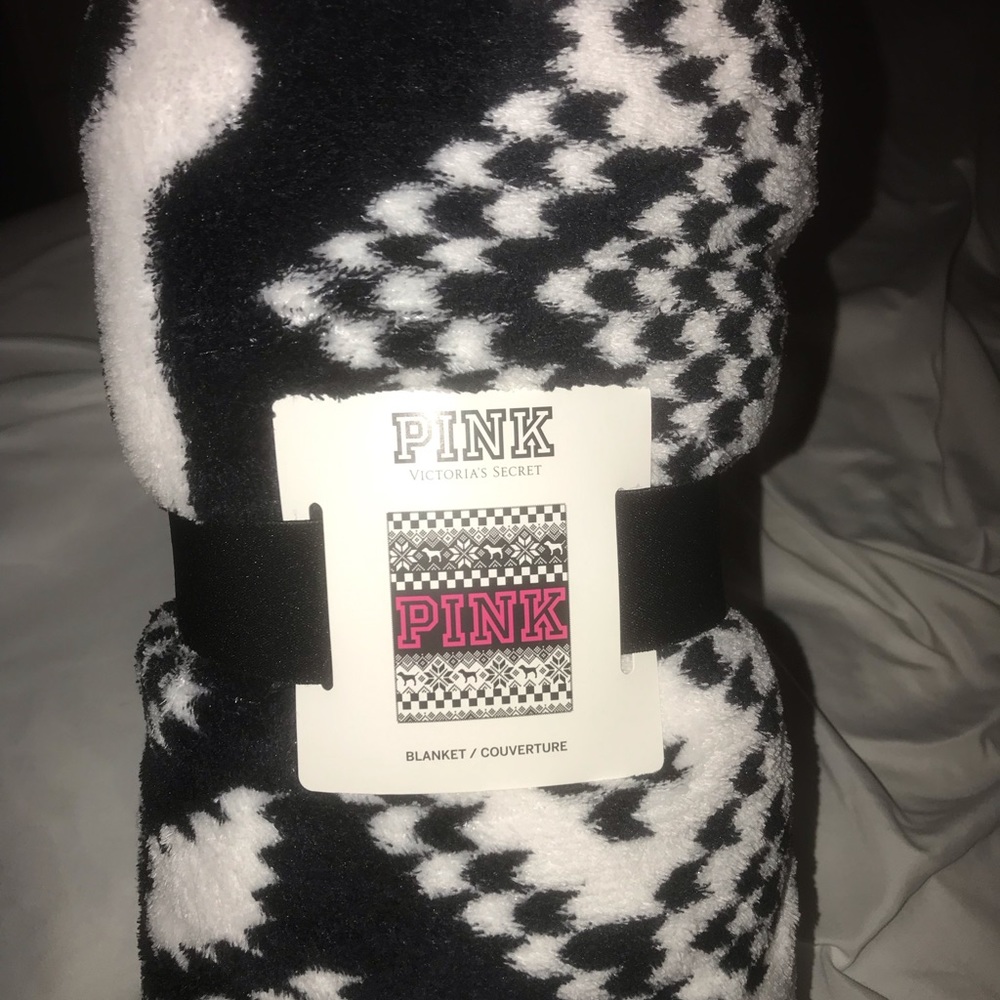 PINK
VICTORIA'S SECRET
PINK
BLANKET / COUVERTURE